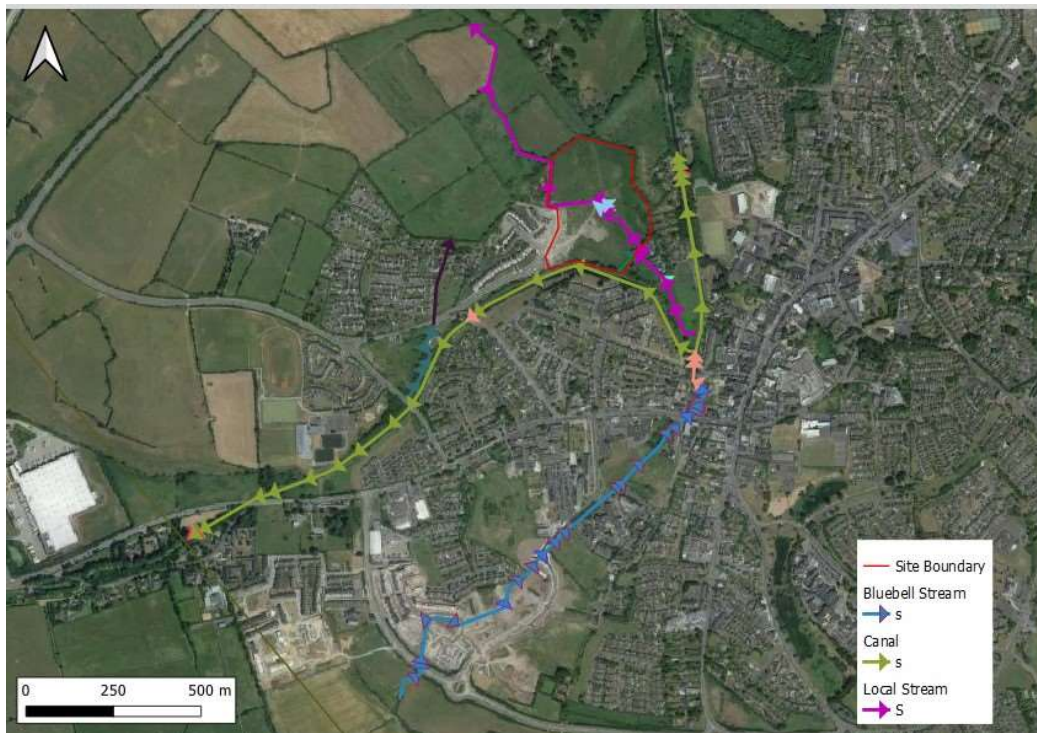 Site Boundary
Bluebell Stream
s
Canal
s
Local Stream
S
0 250 500 m